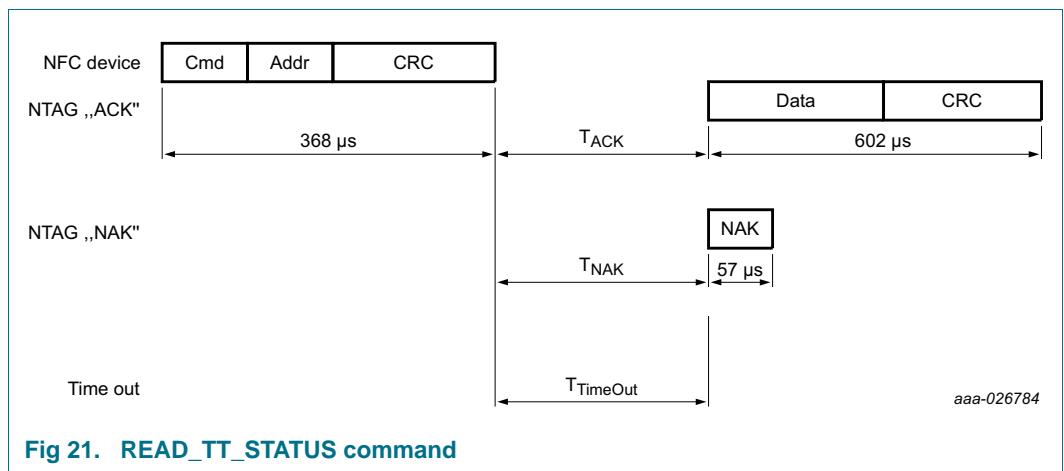 NFC device Cmd Addr CRC
NTAG ,,ACK" Data CRC
368 µs TACK 602 µs
NTAG ,,NAK" NAK
TNAK 57 µs
Time out TTimeOut aaa-026784
Fig 21. READ_TT_STATUS command